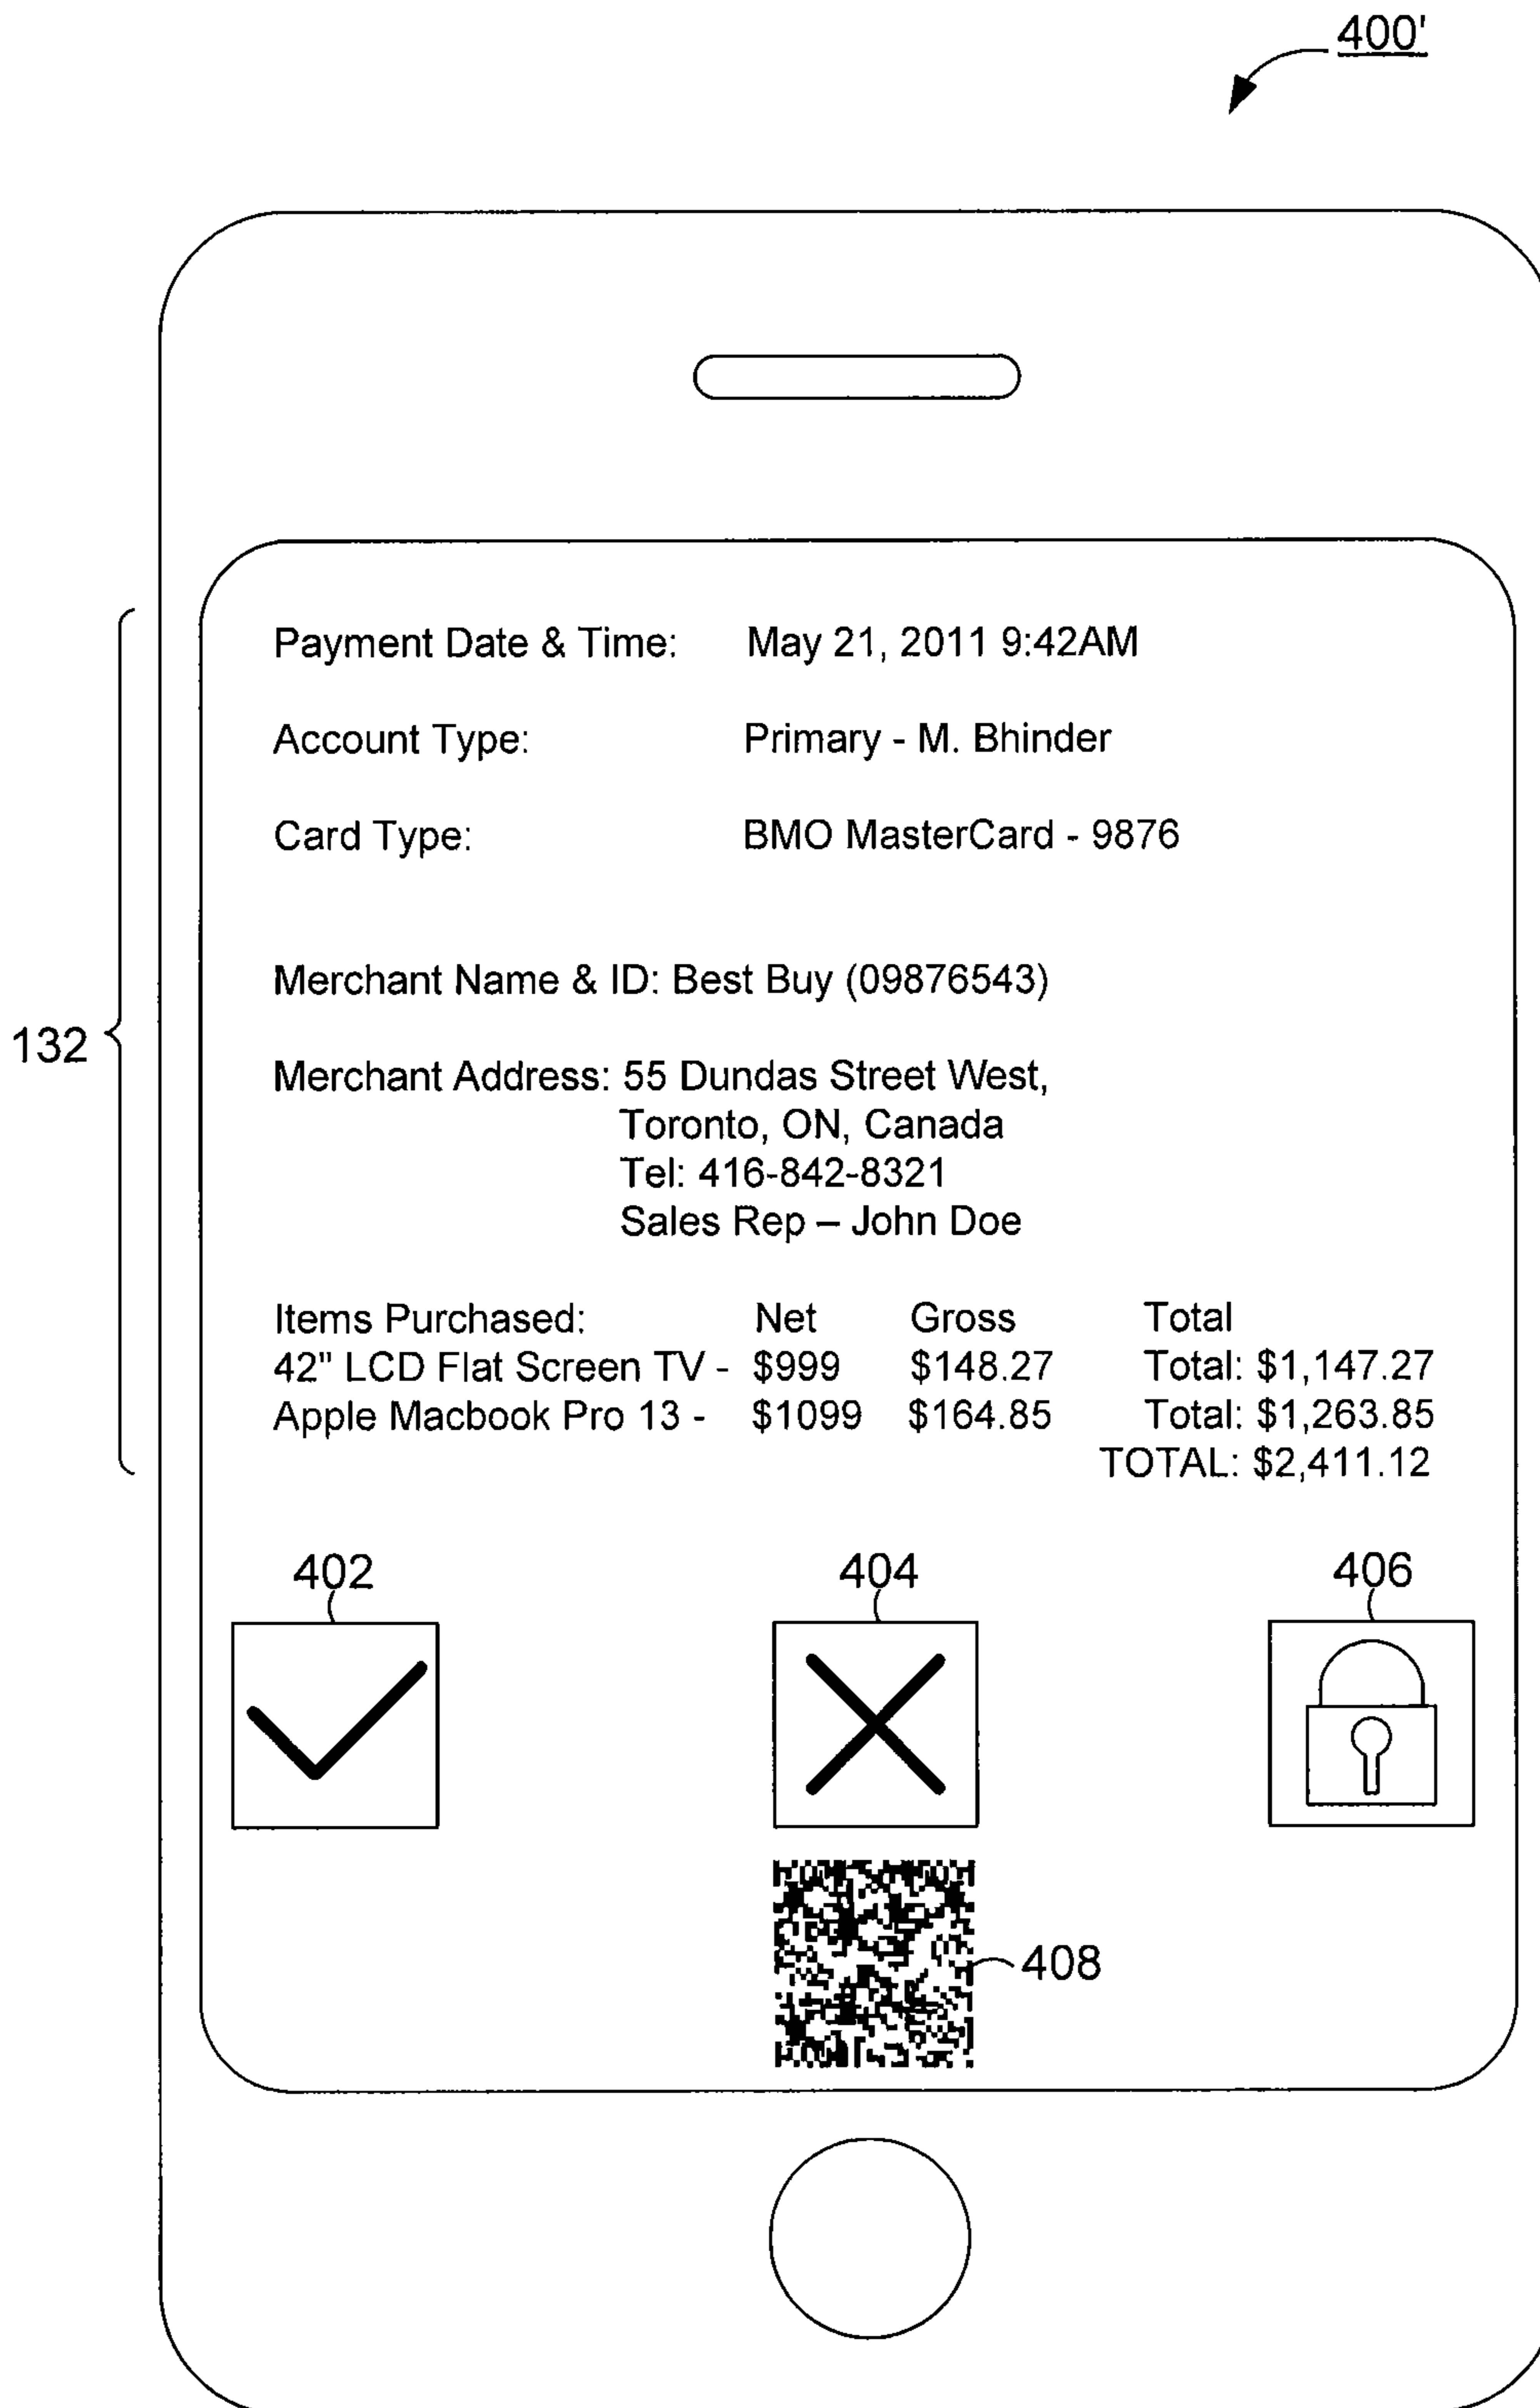 400'
Payment Date & Time: May 21, 2011 9:42AM
Account Type: Primary - M. Bhinder
Card Type: BMO MasterCard - 9876
Merchant Name & ID: Best Buy (09876543)
132
Merchant Address: 55 Dundas Street West,
Toronto, ON, Canada
Tel: 416-842-8321
Sales Rep – John Doe
Items Purchased: Net Gross Total
42" LCD Flat Screen TV - $999 $148.27 Total: $1,147.27
Apple Macbook Pro 13 - $1099 $164.85 Total: $1,263.85
TOTAL: $2,411.12
402 404 406
408